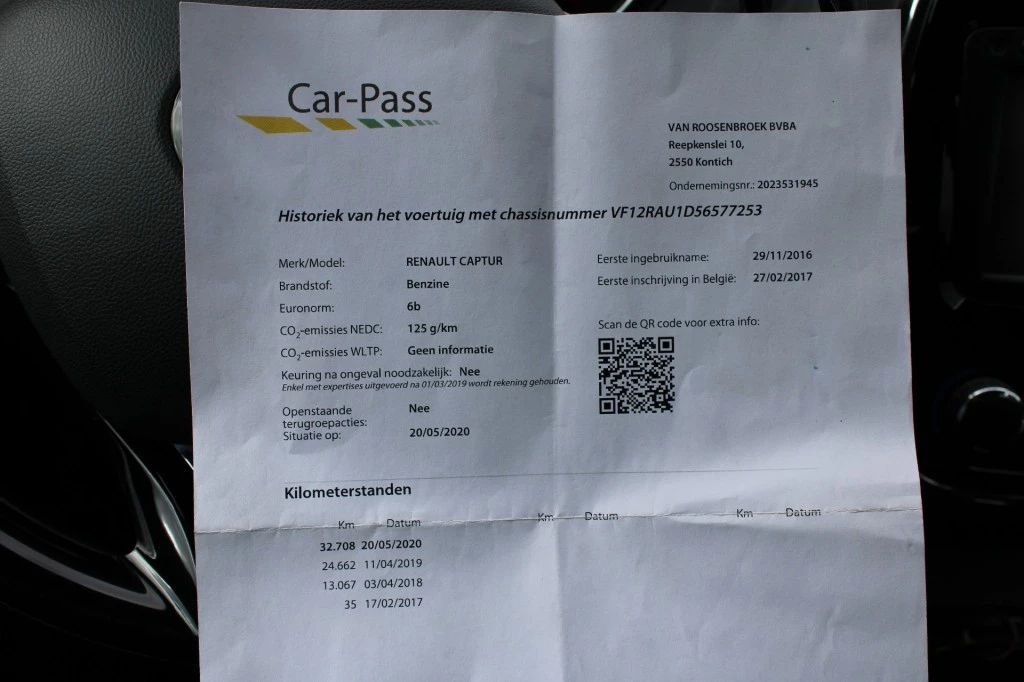 Car-Pass
VAN ROOSENBROEK BVBA
Reepkenslei 10,
2550 Kontich
Ondernemingsnr.: 2023531945
Historiek van het voertuig met chassisnummer VF12RAU1D56577253
Merk/Model: RENAULT CAPTUR
Brandstof: Benzine
Euronorm: 6b
CO2-emissies NEDC: 125 g/km
CO2-emissies WLTP: Geen informatie
Keuring na ongeval noodzakelijk: Nee
Enkel met expertises uitgevoerd na 01/03/2019 wordt rekening gehouden.
Openstaande terugroepacties: Nee
Situatie op: 20/05/2020
Eerste ingebruikname: 29/11/2016
Eerste inschrijving in België: 27/02/2017
Scan de QR code voor extra info:
Kilometerstanden
Km Datum Km Datum Km Datum
32.708 20/05/2020
24.662 11/04/2019
13.067 03/04/2018
35 17/02/2017